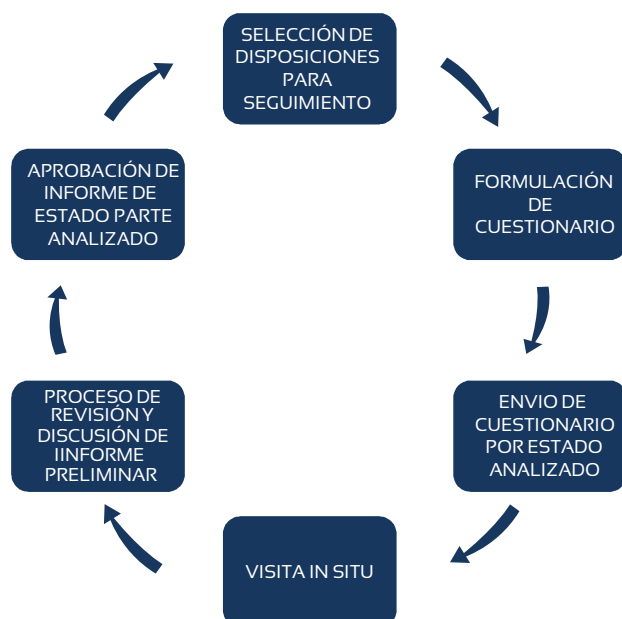 SELECCIÓN DE
DISPOSICIONES
PARA
SEGUIMIENTO
FORMULACIÓN
DE
CUESTIONARIO
ENVIO DE
CUESTIONARIO
POR ESTADO
ANALIZADO
VISITA IN SITU
PROCESO DE
REVISIÓN Y
DISCUSIÓN DE
IINFORME
PRELIMINAR
APROBACIÓN DE
INFORME DE
ESTADO PARTE
ANALIZADO